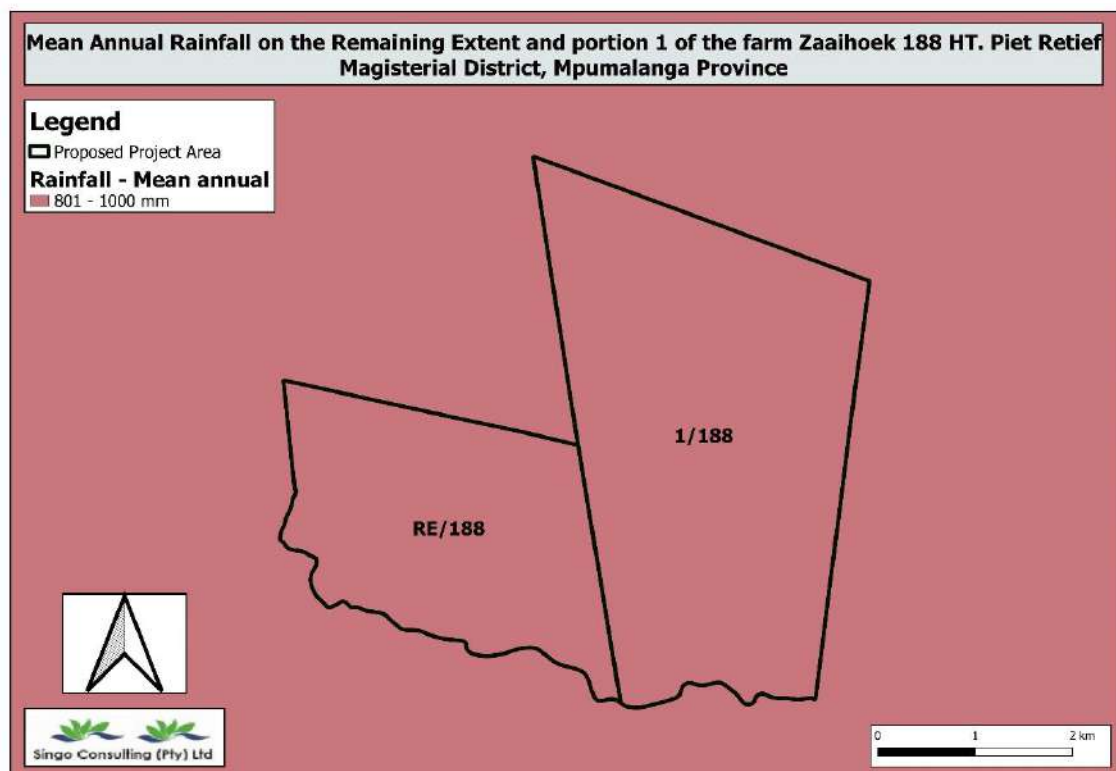 Mean Annual Rainfall on the Remaining Extent and portion 1 of the farm Zaaihoek 188 HT. Piet Retief
Magisterial District, Mpumalanga Province
Legend
Proposed Project Area
Rainfall - Mean annual
801 - 1000 mm
1/188
RE/188
Singo Consulting (Pty) Ltd
0 1 2 km